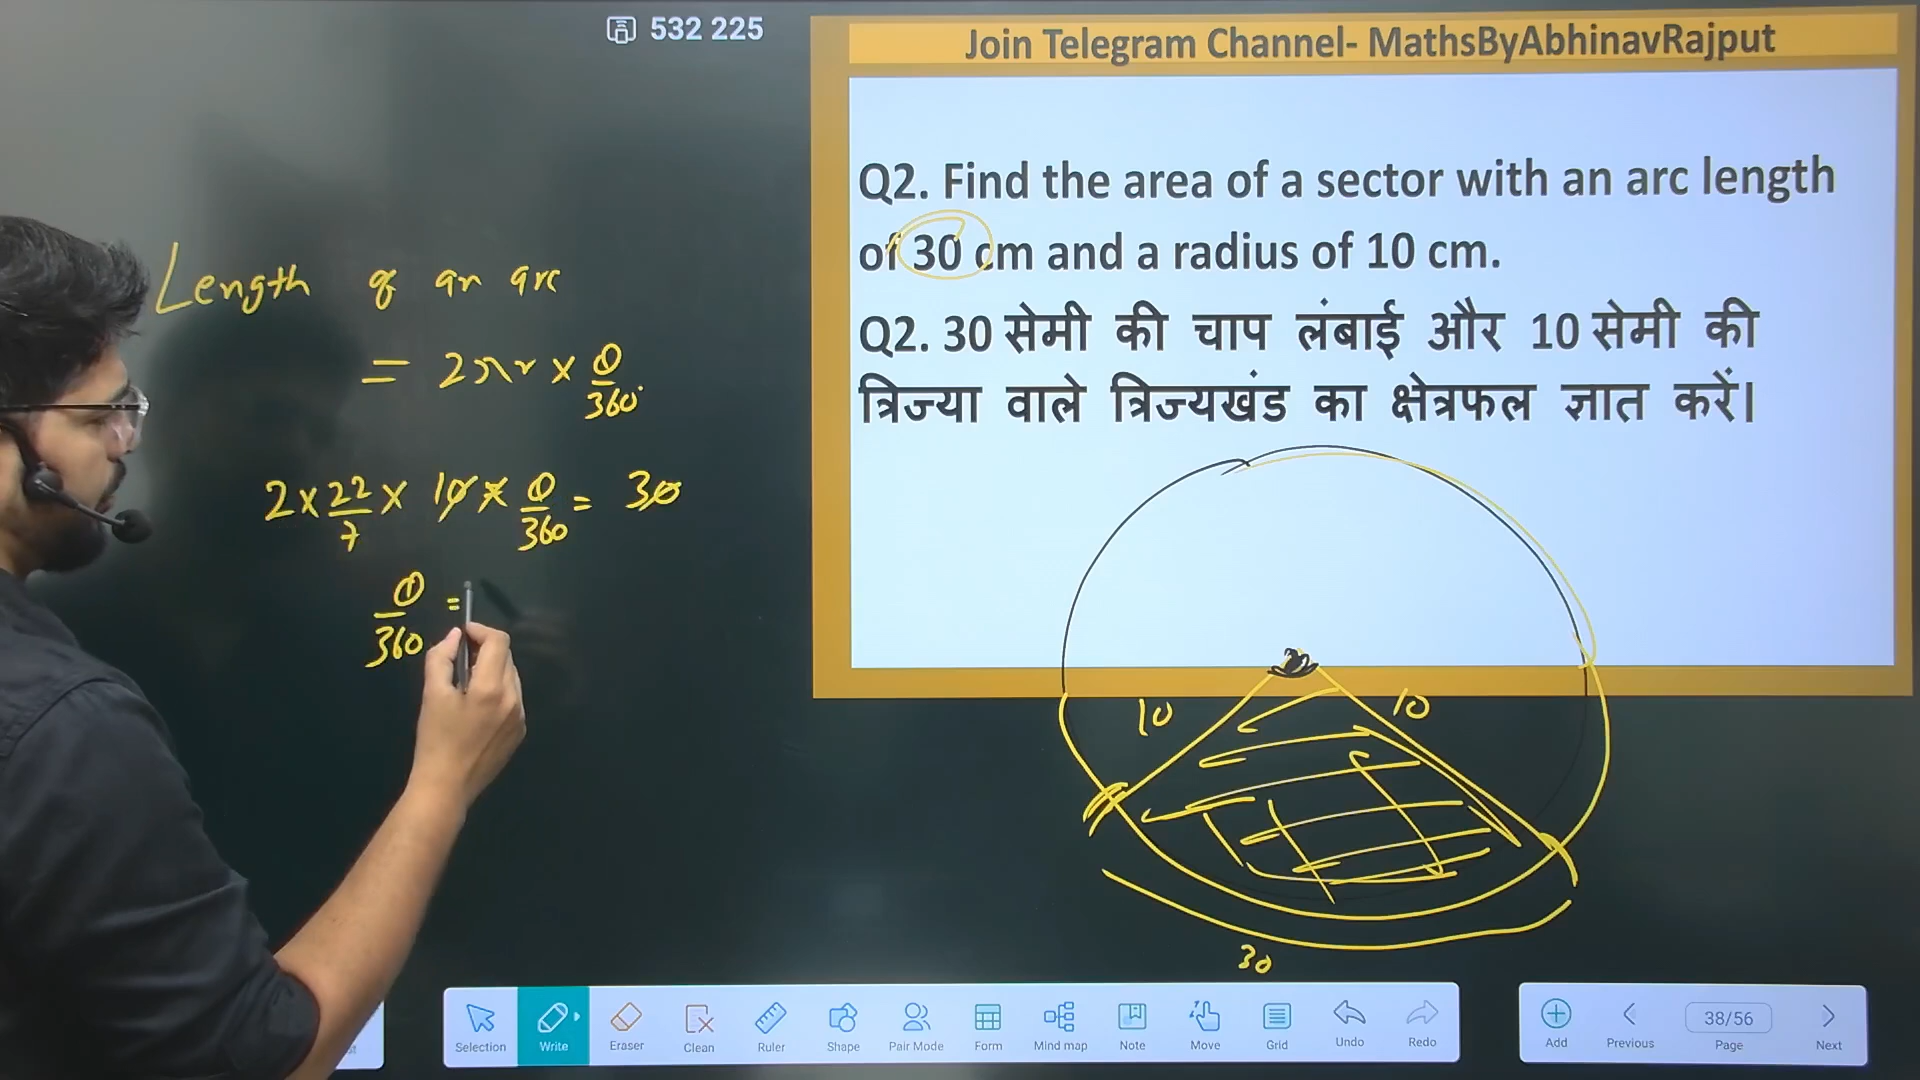 532 225
Join Telegram Channel- MathsByAbhinavRajput
Q2. Find the area of a sector with an arc length
of 30 cm and a radius of 10 cm.
Q2. 30 सेमी की चाप लंबाई और 10 सेमी की
त्रिज्या वाले त्रिज्यखंड का क्षेत्रफल ज्ञात करें।
Length of an arc
= 2πr × θ/360°
2 × 22/7 × 10 × θ/360 = 30
θ/360 =
10
10
30
Selection
Write
Eraser
Clean
Ruler
Shape
Pair Mode
Form
Mind map
Note
Move
Grid
Undo
Redo
Add
Previous
38/56
Page
Next